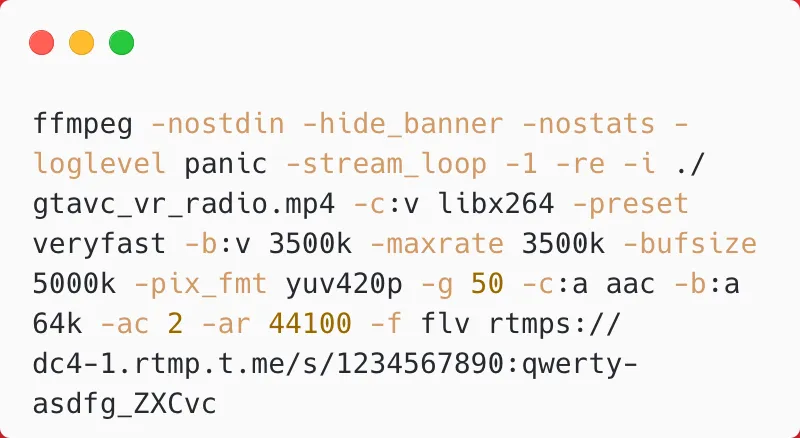 ffmpeg -nostdin -hide_banner -nostats -
loglevel panic -stream_loop -1 -re -i ./
gtavc_vr_radio.mp4 -c:v libx264 -preset
veryfast -b:v 3500k -maxrate 3500k -bufsize
5000k -pix_fmt yuv420p -g 50 -c:a aac -b:a
64k -ac 2 -ar 44100 -f flv rtmps://
dc4-1.rtmp.t.me/s/1234567890:qwerty-
asdfg_ZXCvc